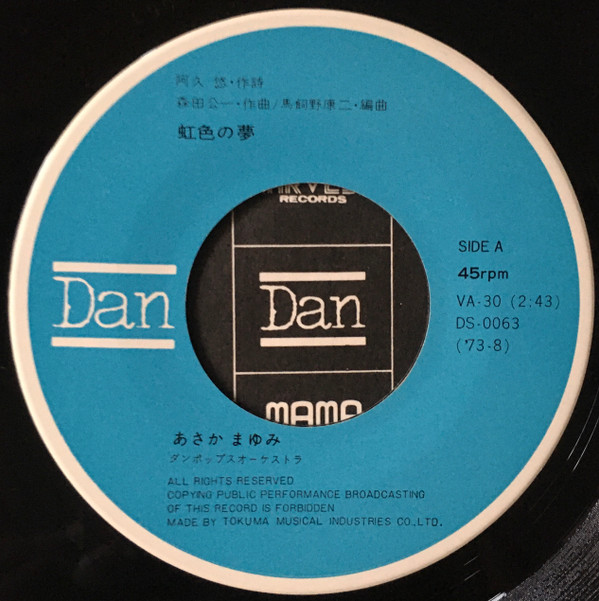 阿久 悠・作詩
森田公一・作曲/馬飼野康二・編曲
虹色の夢
RECORDS
SIDE A
45rpm
VA-30 (2:43)
DS-0063
('73-8)
Dan
Dan
MAMA
あさか まゆみ
ダンポップスオーケストラ
ALL RIGHTS RESERVED
COPYING PUBLIC PERFORMANCE BROADCASTING
OF THIS RECORD IS FORBIDDEN
MADE BY TOKUMA MUSICAL INDUSTRIES CO.,LTD.